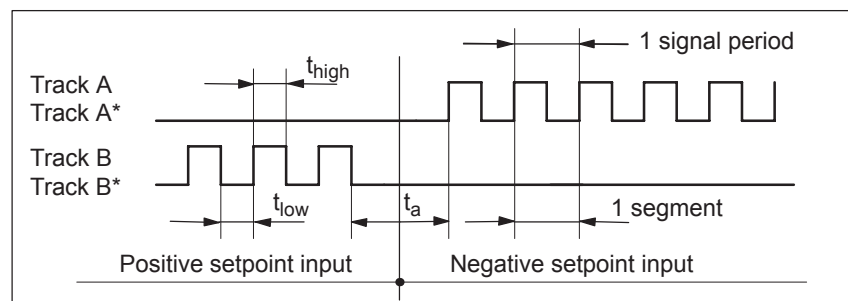 1 signal period
t_high
Track A
Track A*
Track B
Track B*
t_low
t_a
1 segment
Positive setpoint input
Negative setpoint input